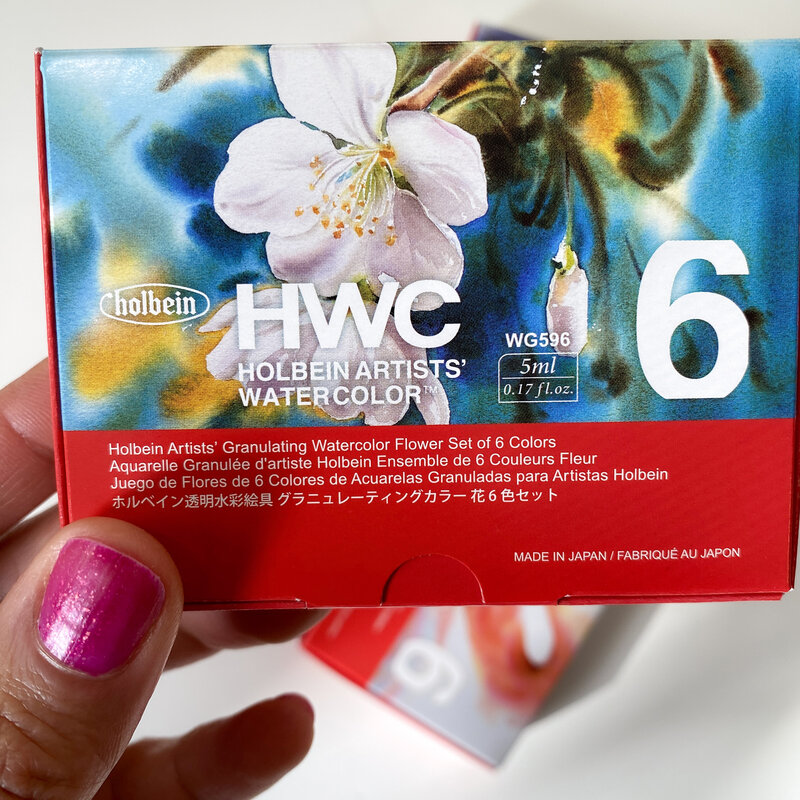 holbein
HWC
HOLBEIN ARTISTS'
WATERCOLOR™
WG596
5ml
0.17 fl.oz.
6
Holbein Artists' Granulating Watercolor Flower Set of 6 Colors
Aquarelle Granulée d'artiste Holbein Ensemble de 6 Couleurs Fleur
Juego de Flores de 6 Colores de Acuarelas Granuladas para Artistas Holbein
ホルベイン透明水彩絵具 グラニュレーティングカラー 花６色セット
MADE IN JAPAN / FABRIQUÉ AU JAPON
6